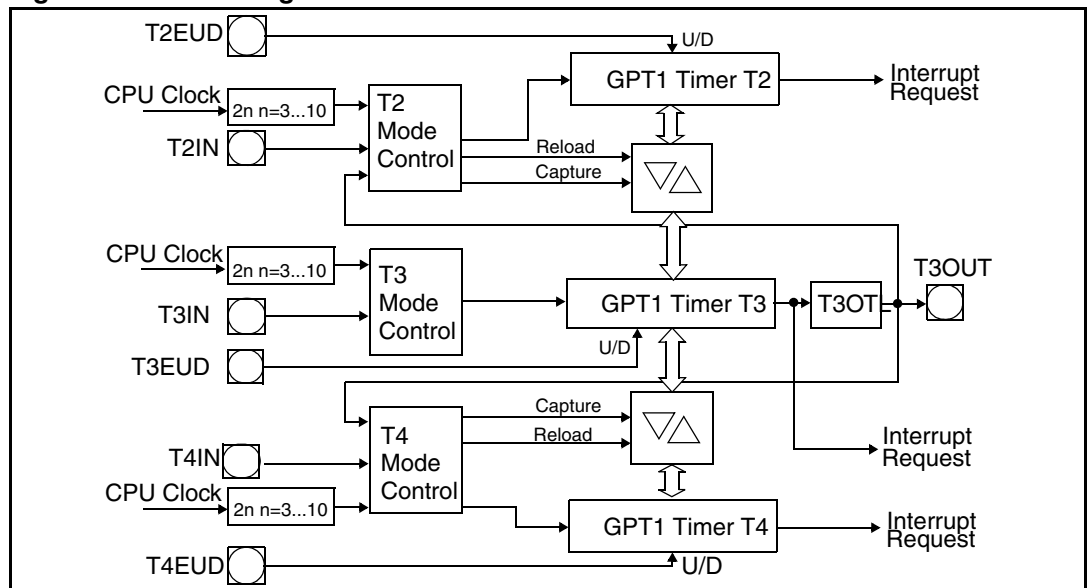 T2EUD
U/D
GPT1 Timer T2
Interrupt
Request
CPU Clock
2n n=3...10
T2
Mode
Control
T2IN
Reload
Capture
CPU Clock
2n n=3...10
T3
Mode
Control
T3IN
GPT1 Timer T3
T3OTL
T3OUT
T3EUD
U/D
Capture
Reload
T4
Mode
Control
T4IN
CPU Clock
2n n=3...10
Interrupt
Request
GPT1 Timer T4
Interrupt
Request
T4EUD
U/D